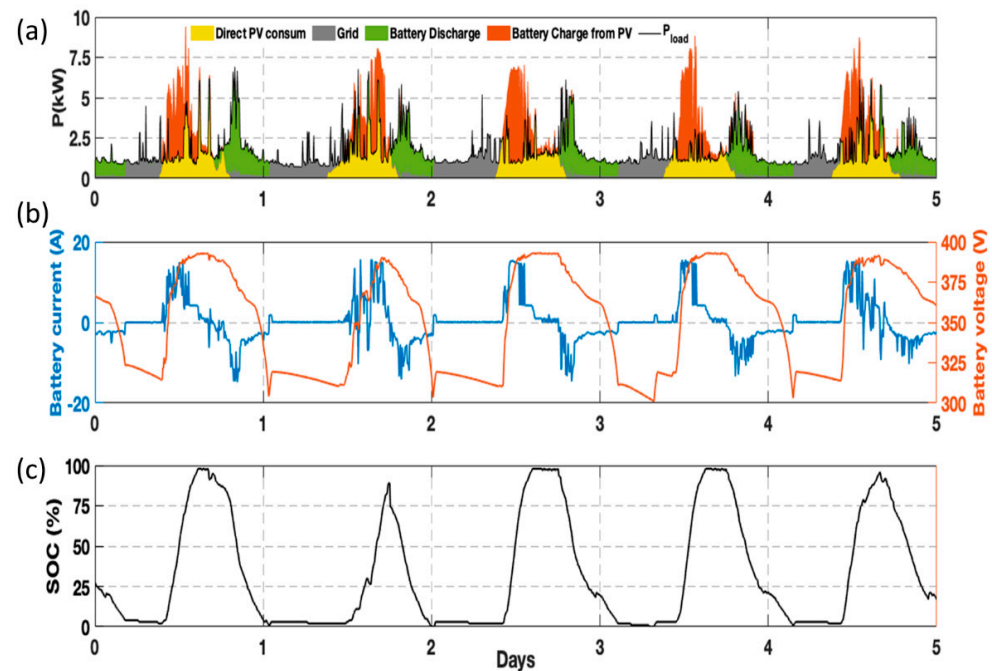 (a)
P(kW)
10
7.5
5
2.5
0
Direct PV consum
Grid
Battery Discharge
Battery Charge from PV
Pload
0 1 2 3 4 5
(b)
Battery current (A)
20
0
-20
Battery voltage (V)
400
375
350
325
300
0 1 2 3 4 5
(c)
SOC (%)
100
75
25
0
0 1 2 3 4 5
Days